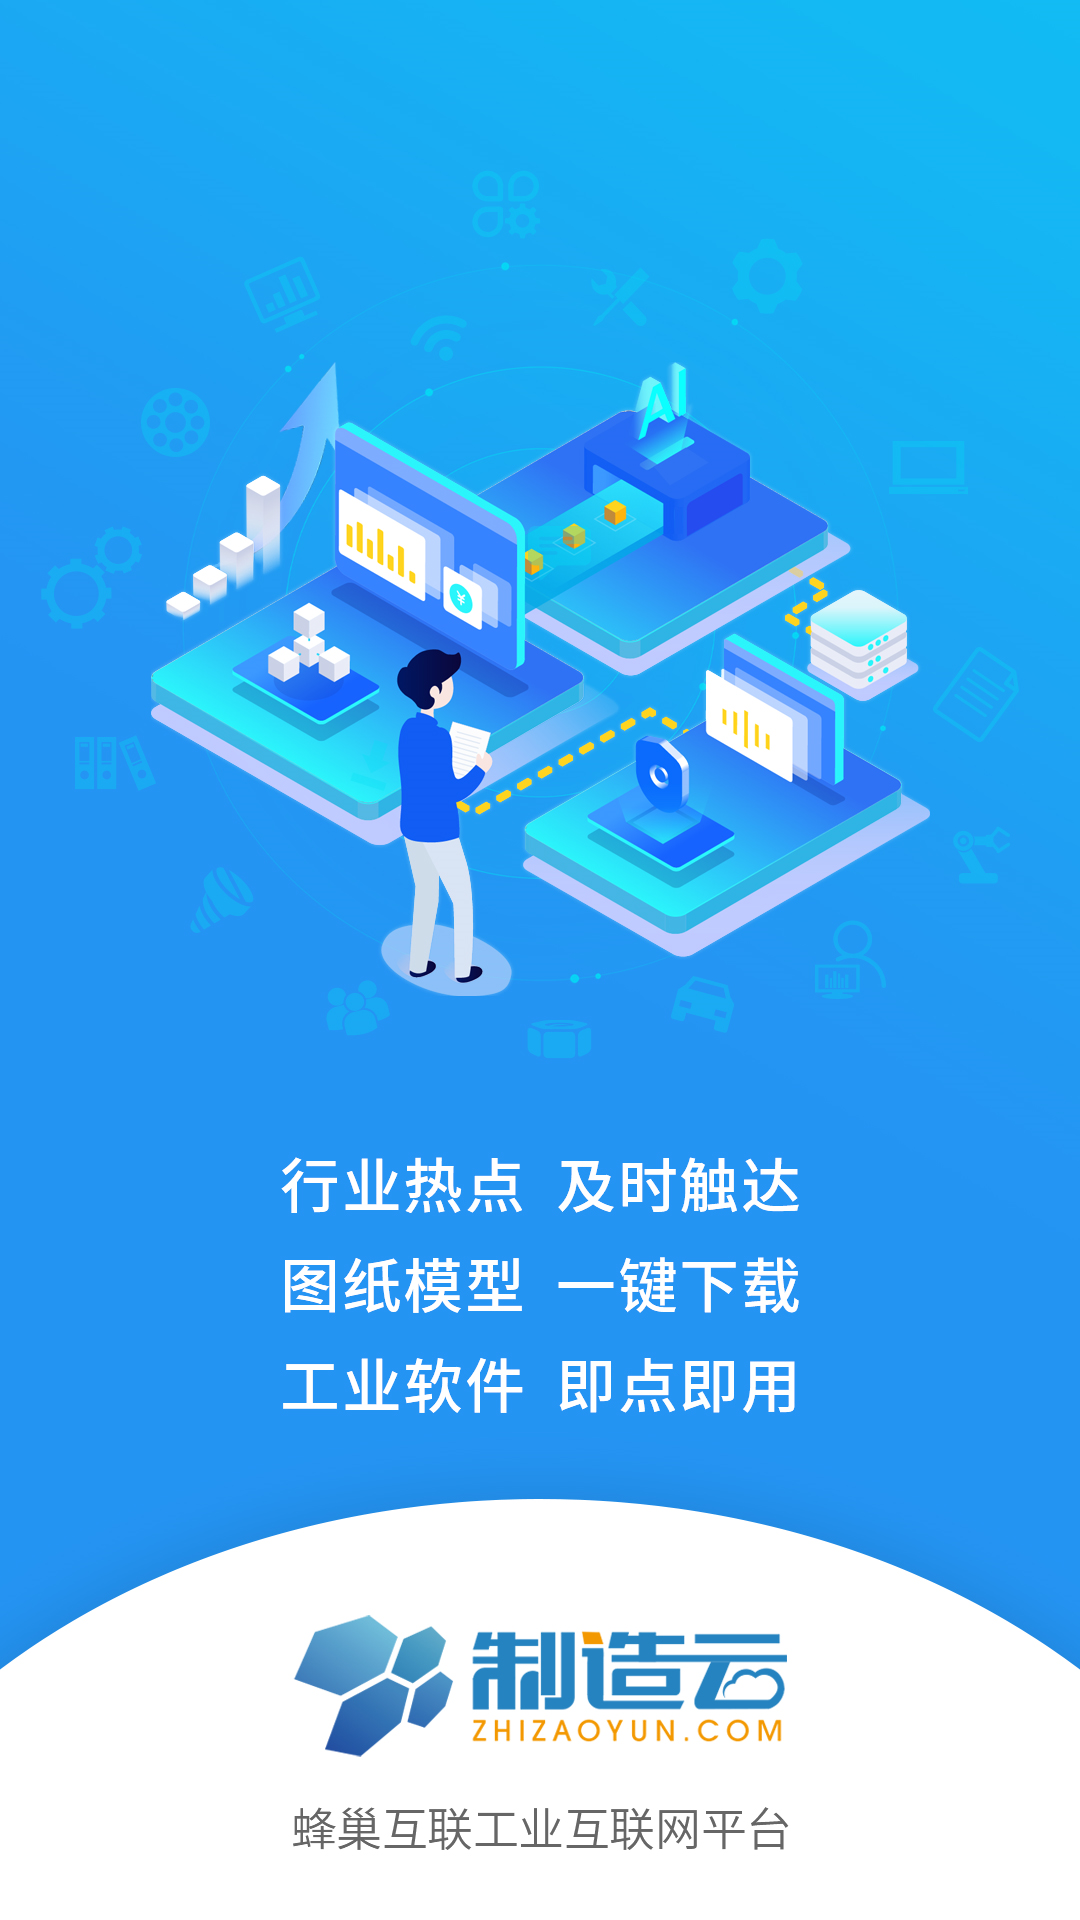 AI
¥
行业热点 及时触达
图纸模型 一键下载
工业软件 即点即用
制造云
ZHIZAOYUN.COM
蜂巢互联工业互联网平台